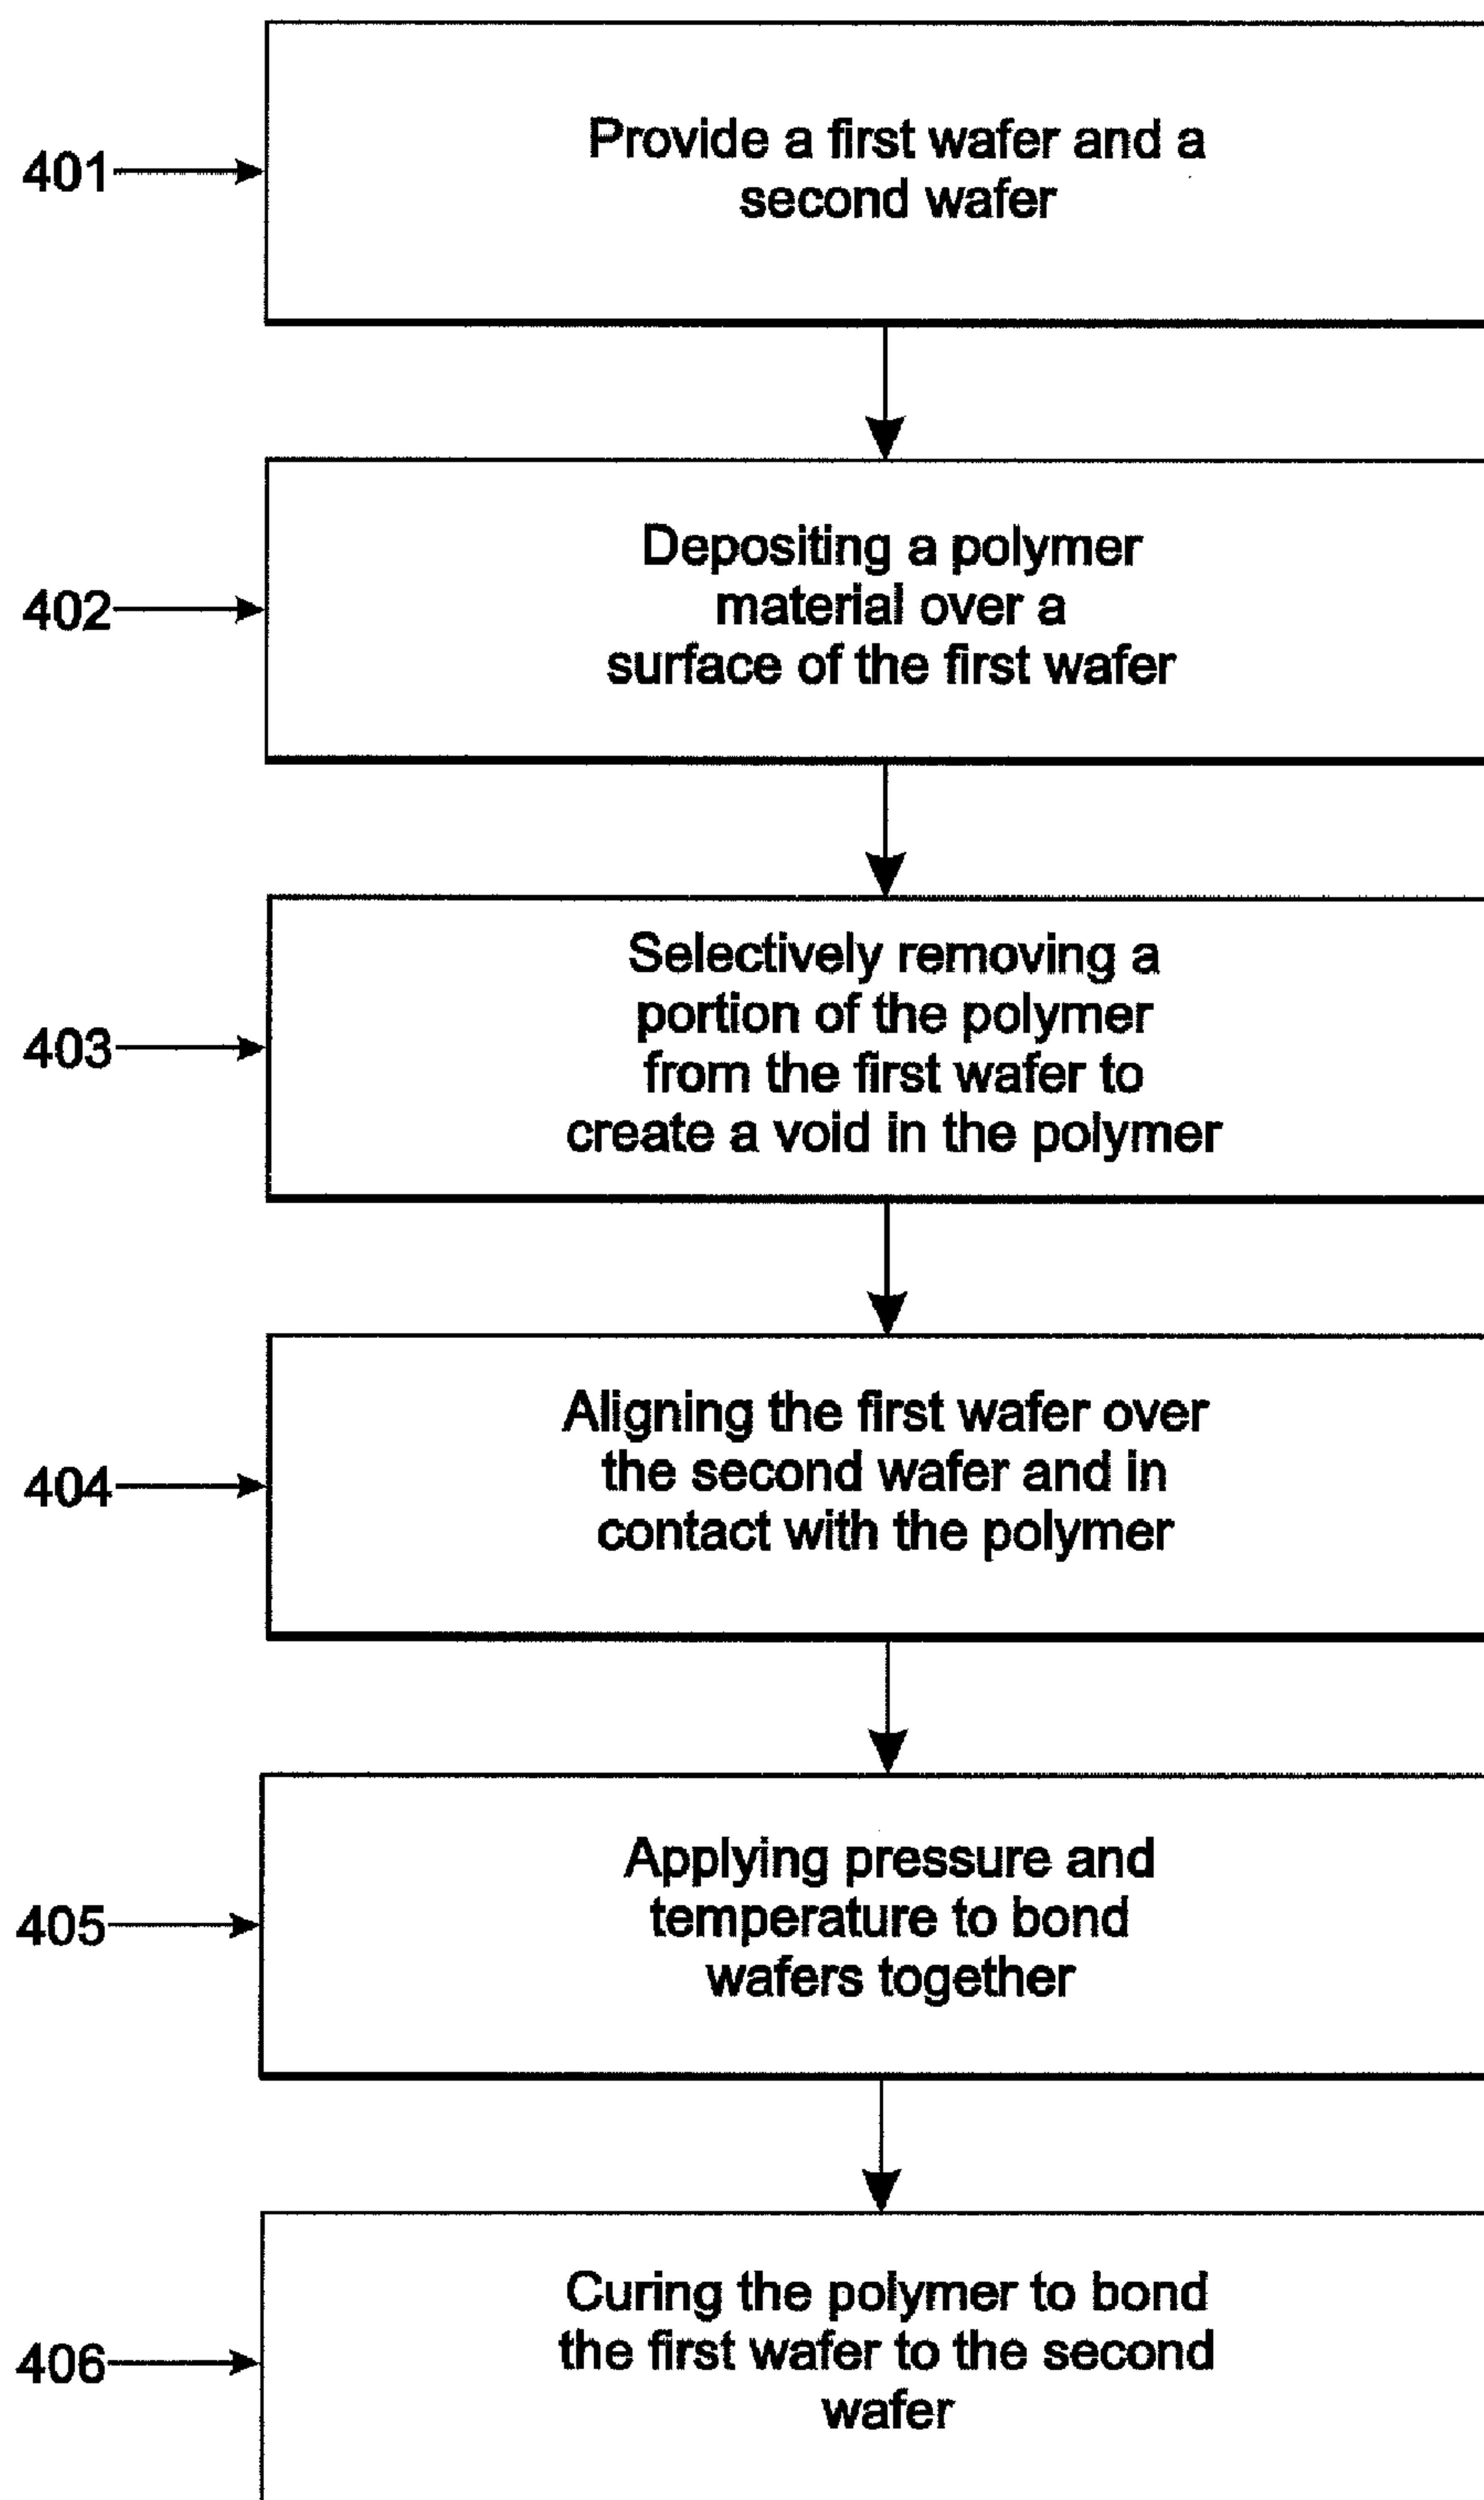 401
Provide a first wafer and a
second wafer
402
Depositing a polymer
material over a
surface of the first wafer
403
Selectively removing a
portion of the polymer
from the first wafer to
create a void in the polymer
404
Aligning the first wafer over
the second wafer and in
contact with the polymer
405
Applying pressure and
temperature to bond
wafers together
406
Curing the polymer to bond
the first wafer to the second
wafer